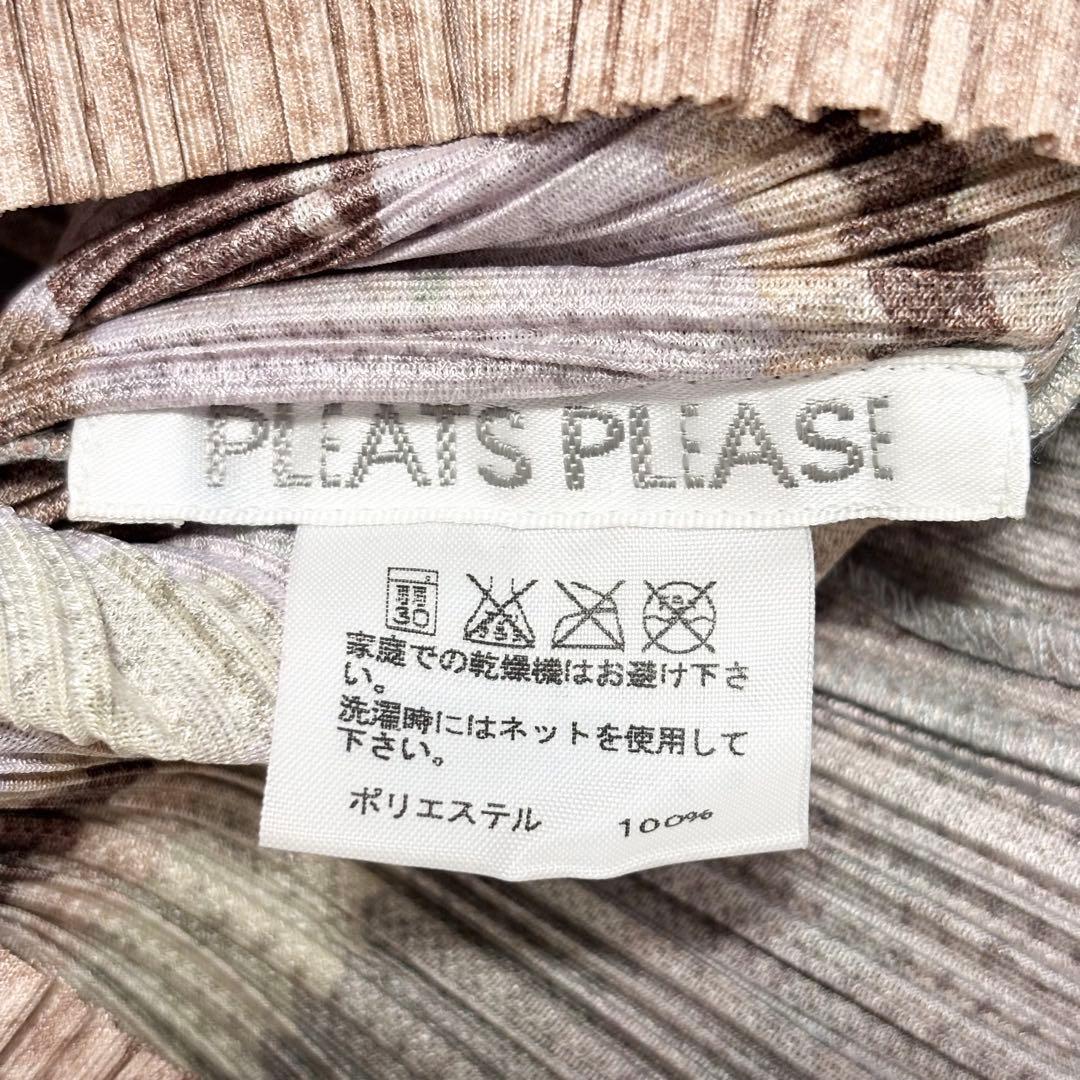 PLEATS PLEASE
弱
30
家庭での乾燥機はお避け下さ
い。
洗濯時にはネットを使用して
下さい。
ポリエステル 100%